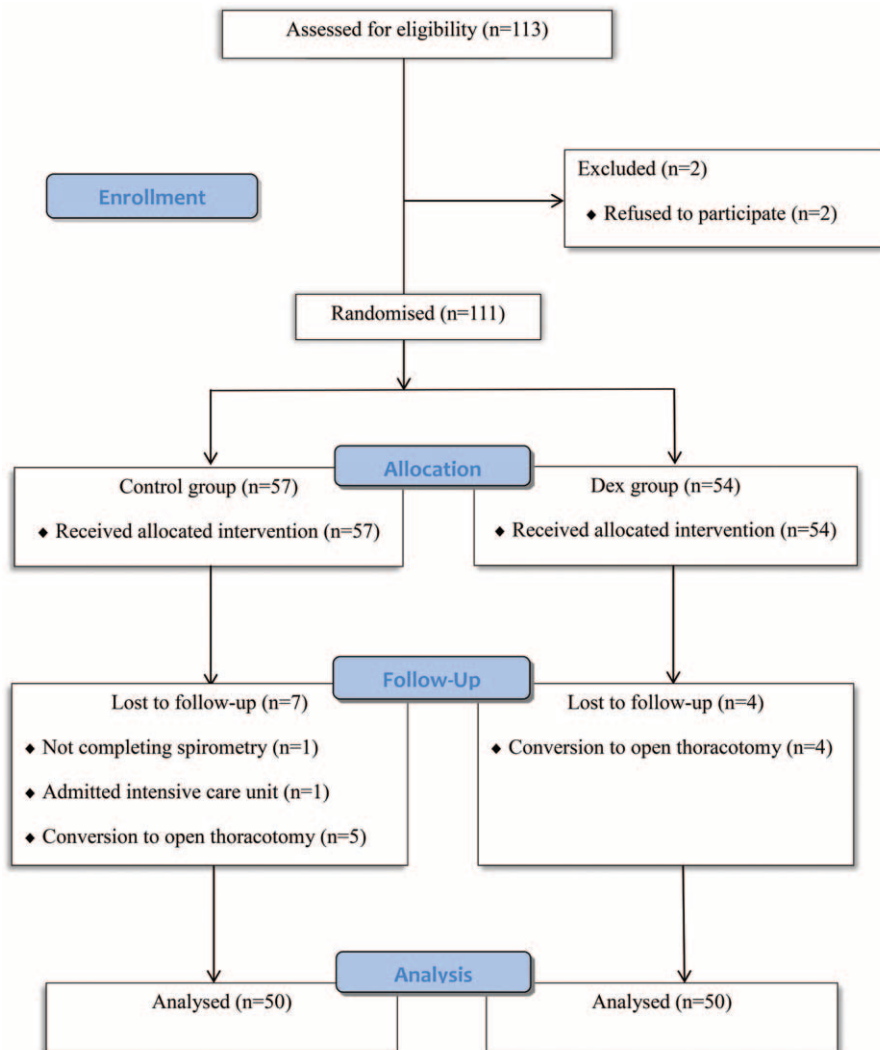 Assessed for eligibility (n=113)
Enrollment
Excluded (n=2)
◆ Refused to participate (n=2)
Randomised (n=111)
Allocation
Control group (n=57)
◆ Received allocated intervention (n=57)
Dex group (n=54)
◆ Received allocated intervention (n=54)
Follow-Up
Lost to follow-up (n=7)
◆ Not completing spirometry (n=1)
◆ Admitted intensive care unit (n=1)
◆ Conversion to open thoracotomy (n=5)
Lost to follow-up (n=4)
◆ Conversion to open thoracotomy (n=4)
Analysis
Analysed (n=50)
Analysed (n=50)